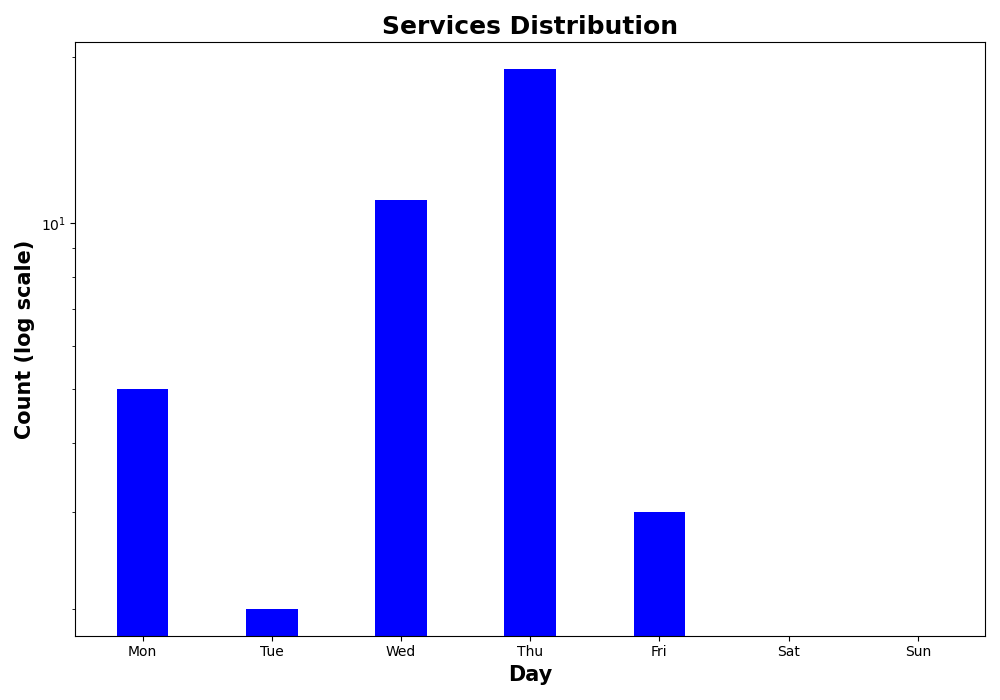 Services Distribution
Count (log scale)
10¹
Mon Tue Wed Thu Fri Sat Sun
Day